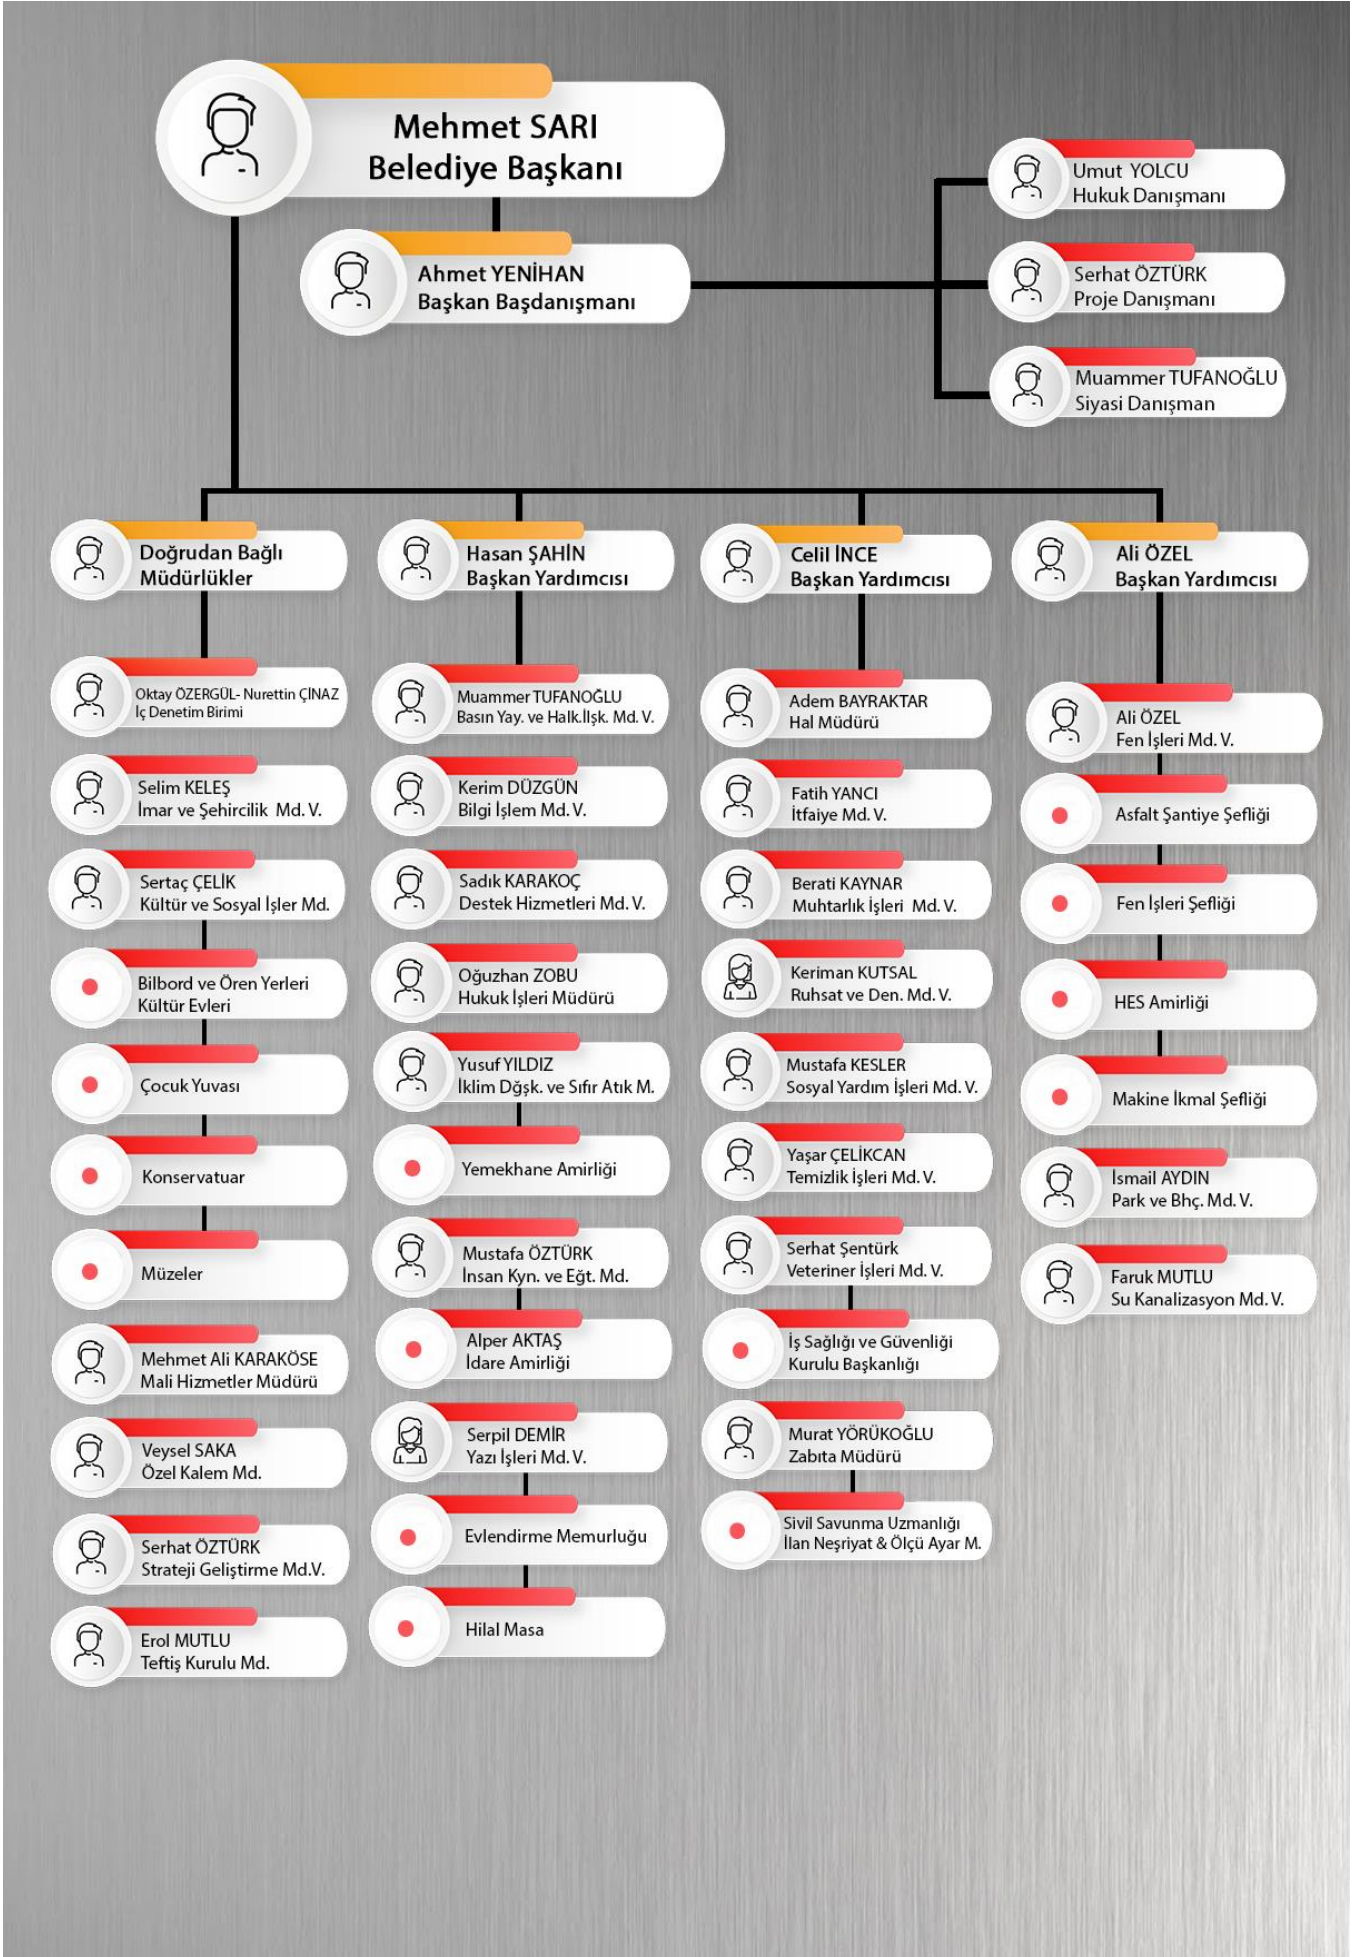 Mehmet SARI
Belediye Başkanı
Ahmet YENİHAN
Başkan Başdanışmanı
Umut YOLCU
Hukuk Danışmanı
Serhat ÖZTÜRK
Proje Danışmanı
Muammer TUFANOĞLU
Siyasi Danışman
Doğrudan Bağlı
Müdürlükler
Oktay ÖZERGÜL- Nurettin ÇİNAZ
İç Denetim Birimi
Selim KELEŞ
İmar ve Şehircilik Md. V.
Sertaç ÇELİK
Kültür ve Sosyal İşler Md.
Bilbord ve Ören Yerleri
Kültür Evleri
Çocuk Yuvası
Konservatuar
Müzeler
Mehmet Ali KARAKÖSE
Mali Hizmetler Müdürü
Veysel SAKA
Özel Kalem Md.
Serhat ÖZTÜRK
Strateji Geliştirme Md.V.
Erol MUTLU
Teftiş Kurulu Md.
Hasan ŞAHİN
Başkan Yardımcısı
Muammer TUFANOĞLU
Basın Yay. ve Halk.İlşk. Md. V.
Kerim DÜZGÜN
Bilgi İşlem Md. V.
Sadık KARAKOÇ
Destek Hizmetleri Md. V.
Oğuzhan ZOBU
Hukuk İşleri Müdürü
Yusuf YILDIZ
İklim Dğşk. ve Sıfır Atık M.
Yemekhane Amirliği
Mustafa ÖZTÜRK
İnsan Kyn. ve Eğt. Md.
Alper AKTAŞ
İdare Amirliği
Serpil DEMİR
Yazı İşleri Md. V.
Evlendirme Memurluğu
Hilal Masa
Celil İNCE
Başkan Yardımcısı
Adem BAYRAKTAR
Hal Müdürü
Fatih YANCI
İtfaiye Md. V.
Berati KAYNAR
Muhtarlık İşleri Md. V.
Keriman KUTSAL
Ruhsat ve Den. Md. V.
Mustafa KESLER
Sosyal Yardım İşleri Md. V.
Yaşar ÇELİKCAN
Temizlik İşleri Md. V.
Serhat Şentürk
Veteriner İşleri Md. V.
İş Sağlığı ve Güvenliği
Kurulu Başkanlığı
Murat YÖRÜKOĞLU
Zabıta Müdürü
Sivil Savunma Uzmanlığı
İlan Neşriyat & Ölçü Ayar M.
Ali ÖZEL
Başkan Yardımcısı
Ali ÖZEL
Fen İşleri Md. V.
Asfalt Şantiye Şefliği
Fen İşleri Şefliği
HES Amirliği
Makine İkmal Şefliği
İsmail AYDIN
Park ve Bhç. Md. V.
Faruk MUTLU
Su Kanalizasyon Md. V.